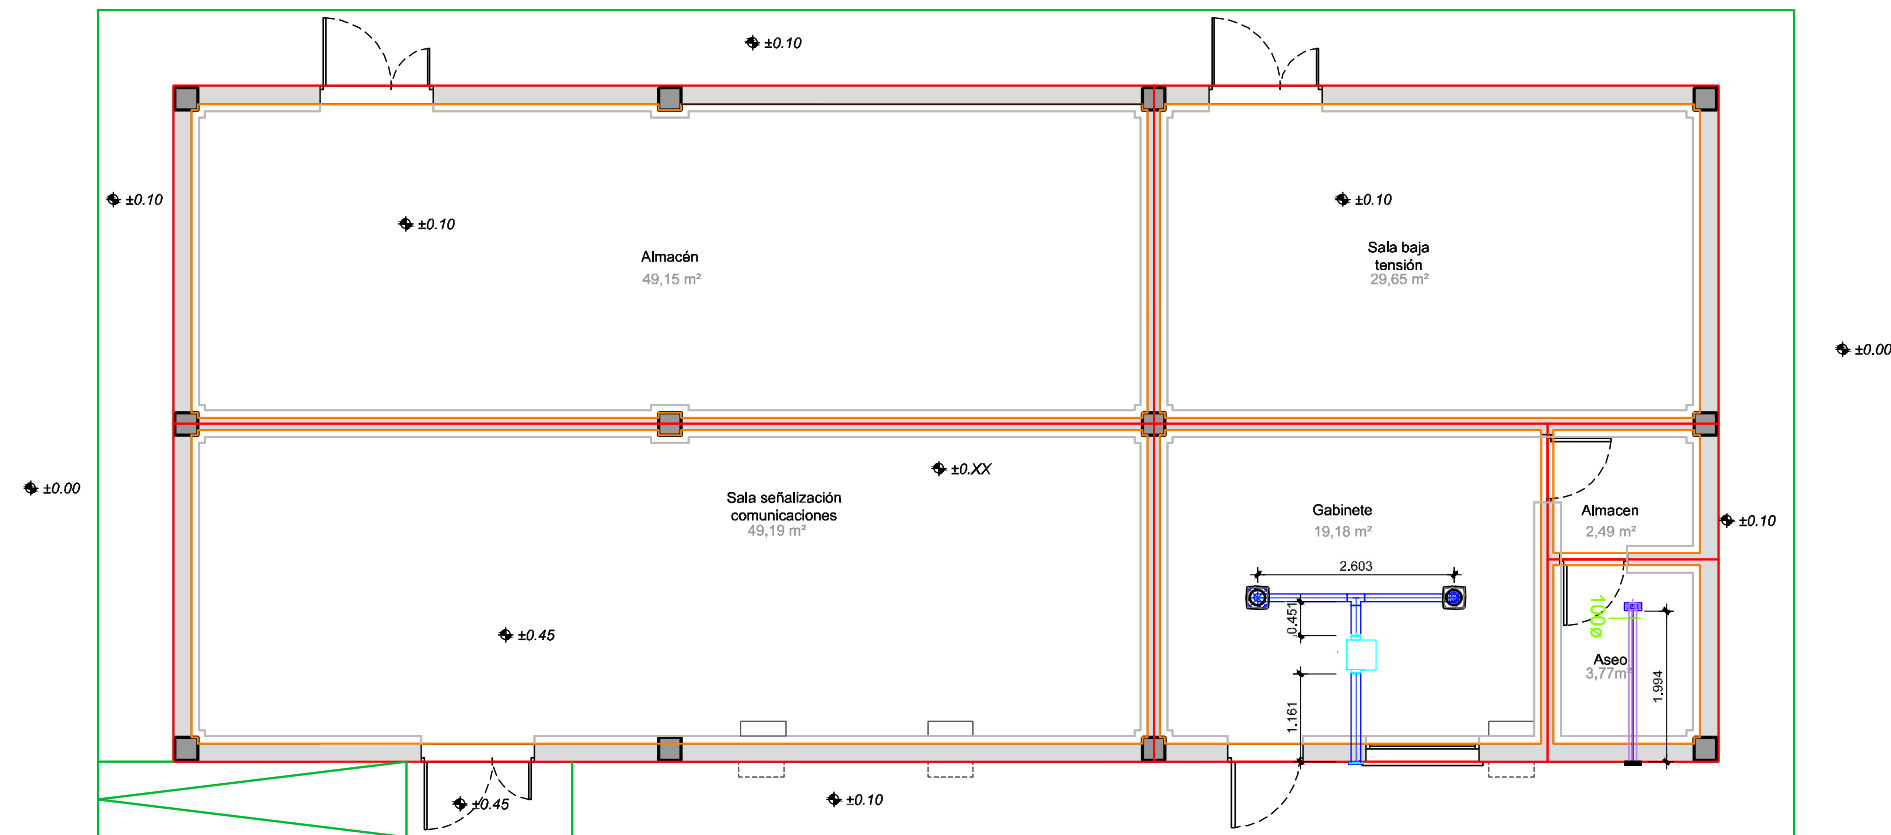 ±0.10
±0.10
±0.10
±0.10
Almacén
49,15 m²
Sala baja
tensión
29,65 m²
±0.00
±0.XX
±0.00
Sala señalización
comunicaciones
49,19 m²
Gabinete
19,18 m²
Almacen
2,49 m²
±0.10
2.603
0.451
100ø
±0.45
Aseo
3,77m²
1.994
1.161
±0.45
±0.10